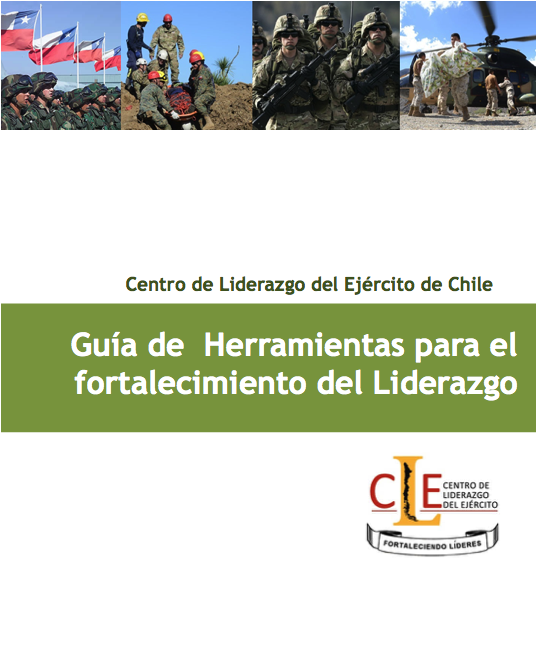 Centro de Liderazgo del Ejército de Chile
Guía de  Herramientas para el
fortalecimiento del Liderazgo
CLE
CENTRO DE
LIDERAZGO
DEL EJÉRCITO
FORTALECIENDO LÍDERES